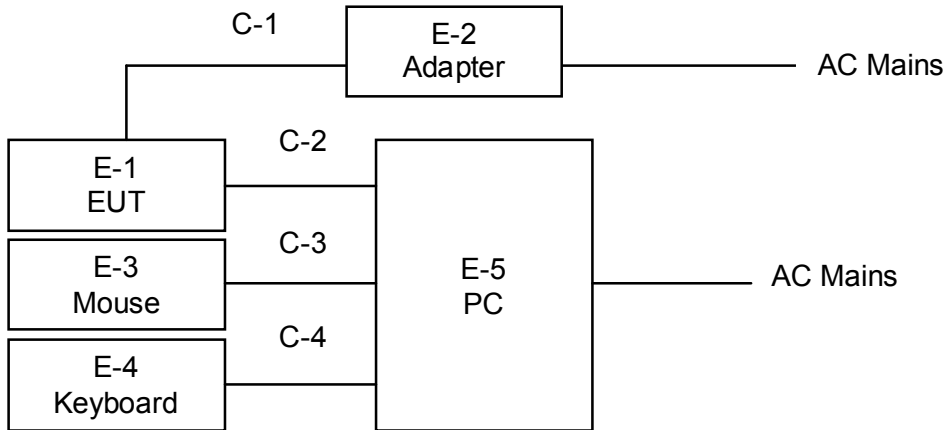 C-1
E-2
Adapter
AC Mains
E-1
EUT
C-2
E-3
Mouse
C-3
E-5
PC
AC Mains
C-4
E-4
Keyboard